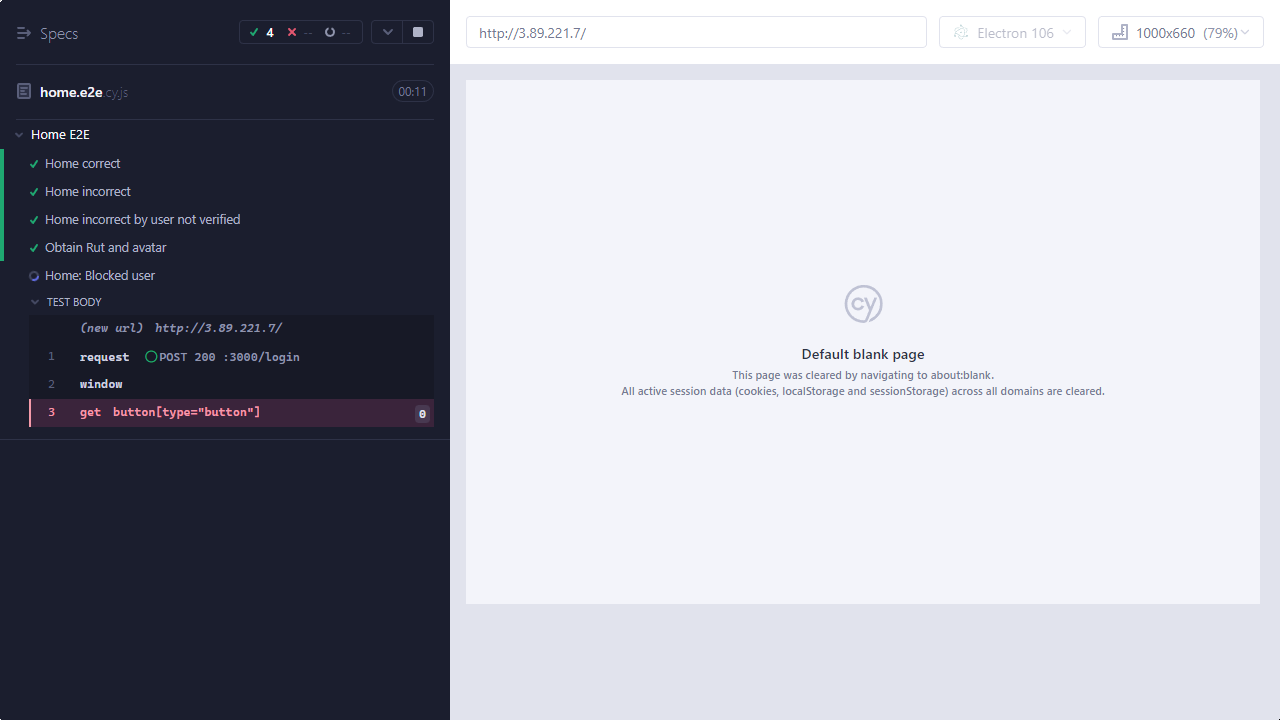 Specs
4
--
--
http://3.89.221.7/
Electron 106
1000x660 (79%)
home.e2e.cy.js
00:11
Home E2E
Home correct
Home incorrect
Home incorrect by user not verified
Obtain Rut and avatar
Home: Blocked user
TEST BODY
(new url) http://3.89.221.7/
1 request POST 200 :3000/login
2 window
3 get button[type="button"] 0
cy
Default blank page
This page was cleared by navigating to about:blank.
All active session data (cookies, localStorage and sessionStorage) across all domains are cleared.